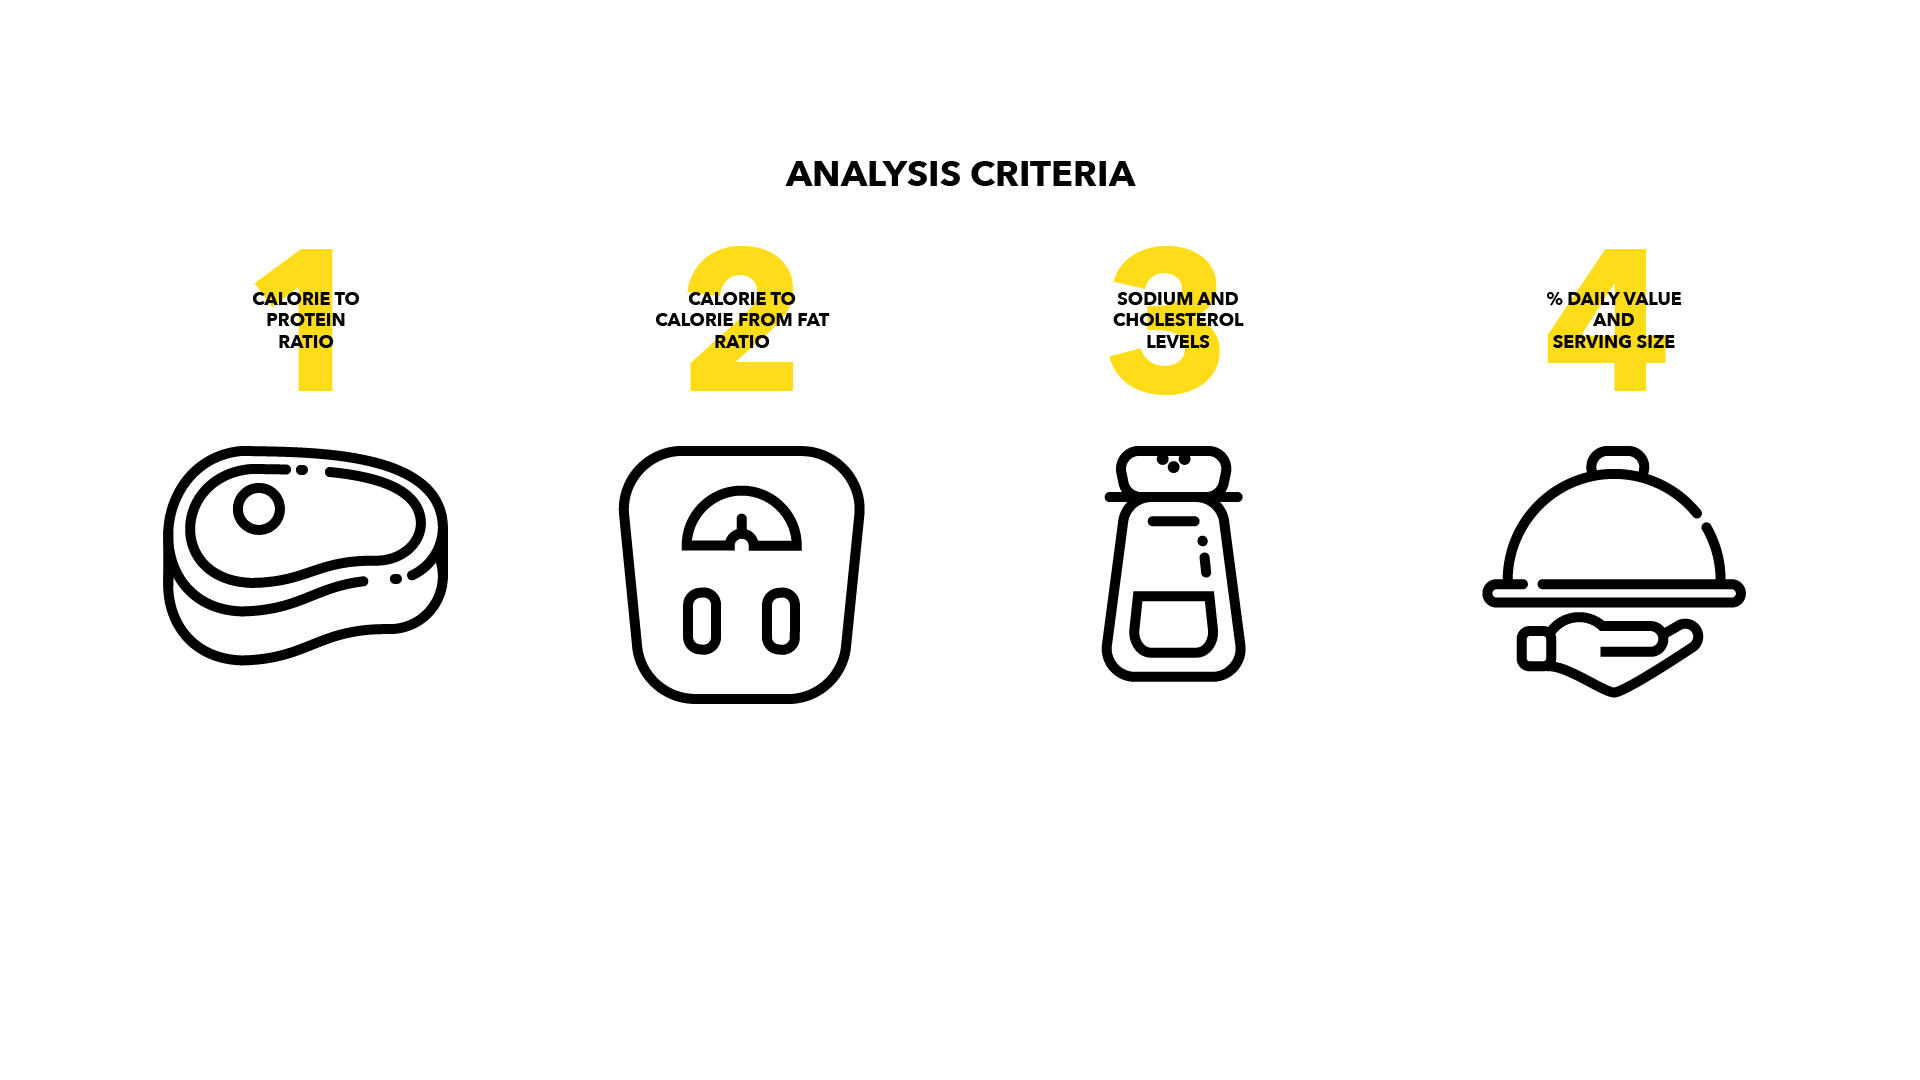 ANALYSIS CRITERIA
1
CALORIE TO
PROTEIN
RATIO
2
CALORIE TO
CALORIE FROM FAT
RATIO
3
SODIUM AND
CHOLESTEROL
LEVELS
4
% DAILY VALUE
AND
SERVING SIZE